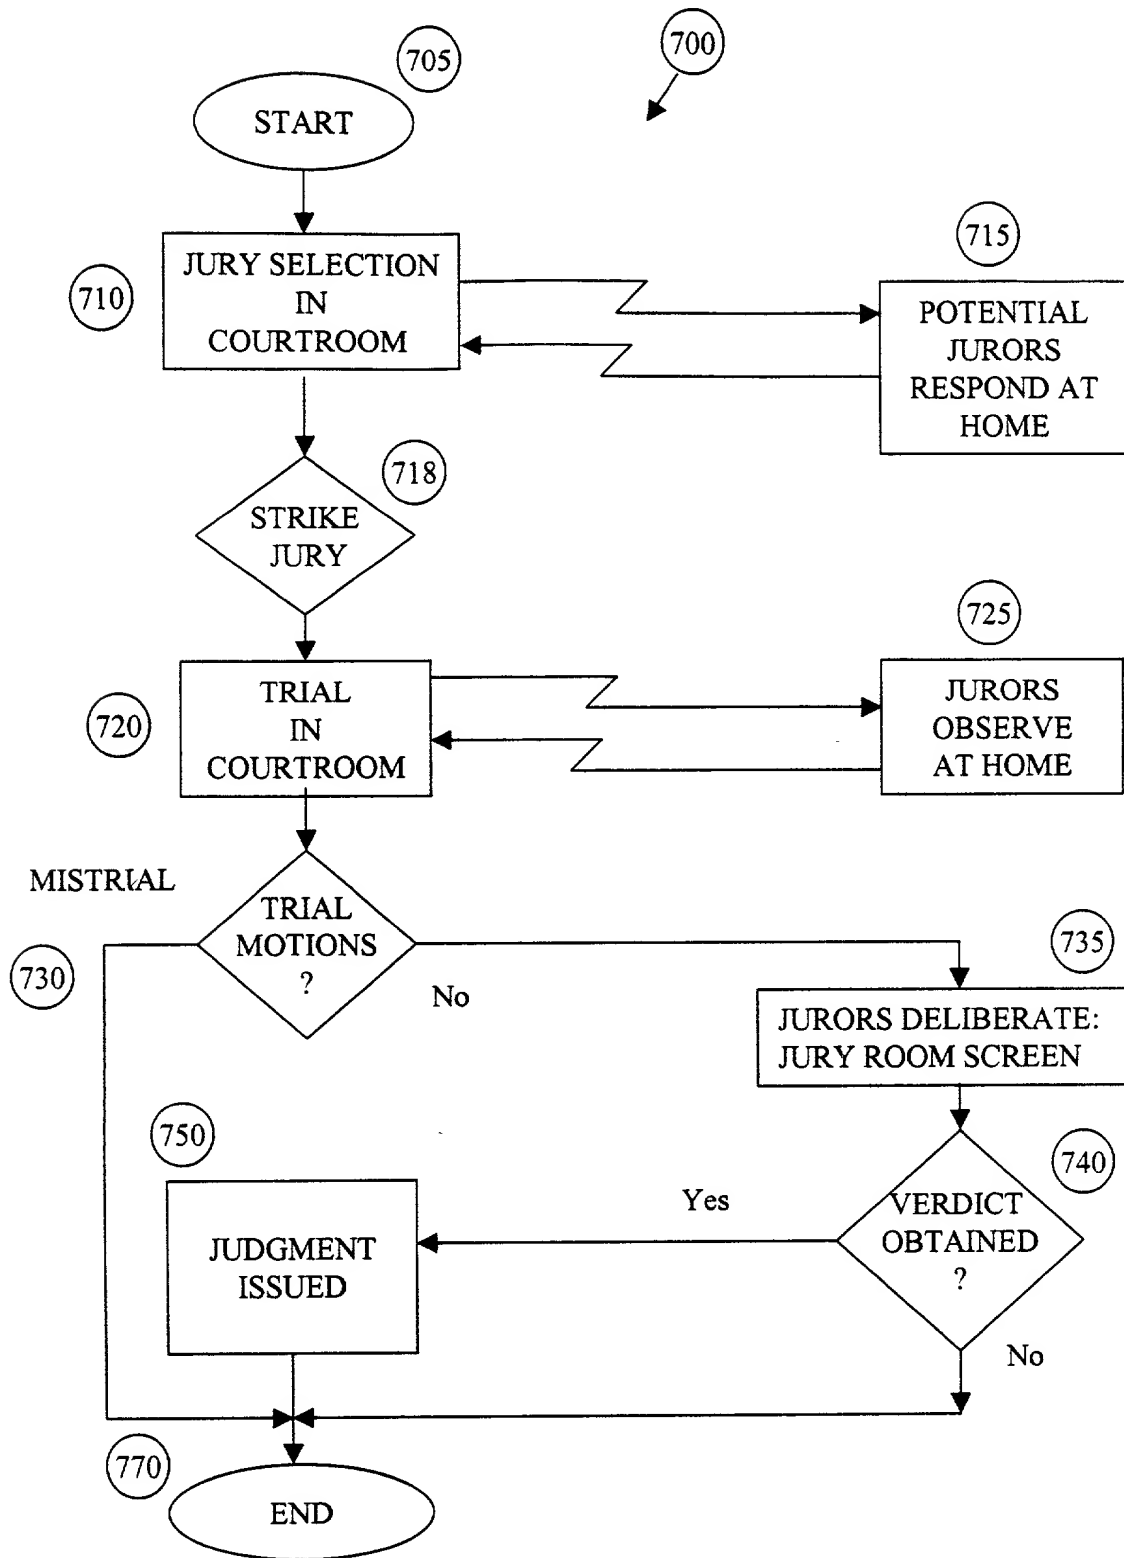 700
705
START
JURY SELECTION
IN
COURTROOM
710
715
POTENTIAL
JURORS
RESPOND AT
HOME
718
STRIKE
JURY
725
TRIAL
IN
COURTROOM
720
JURORS
OBSERVE
AT HOME
MISTRIAL
TRIAL
MOTIONS
?
730
No
735
JURORS DELIBERATE:
JURY ROOM SCREEN
750
740
Yes
VERDICT
OBTAINED
?
JUDGMENT
ISSUED
No
770
END